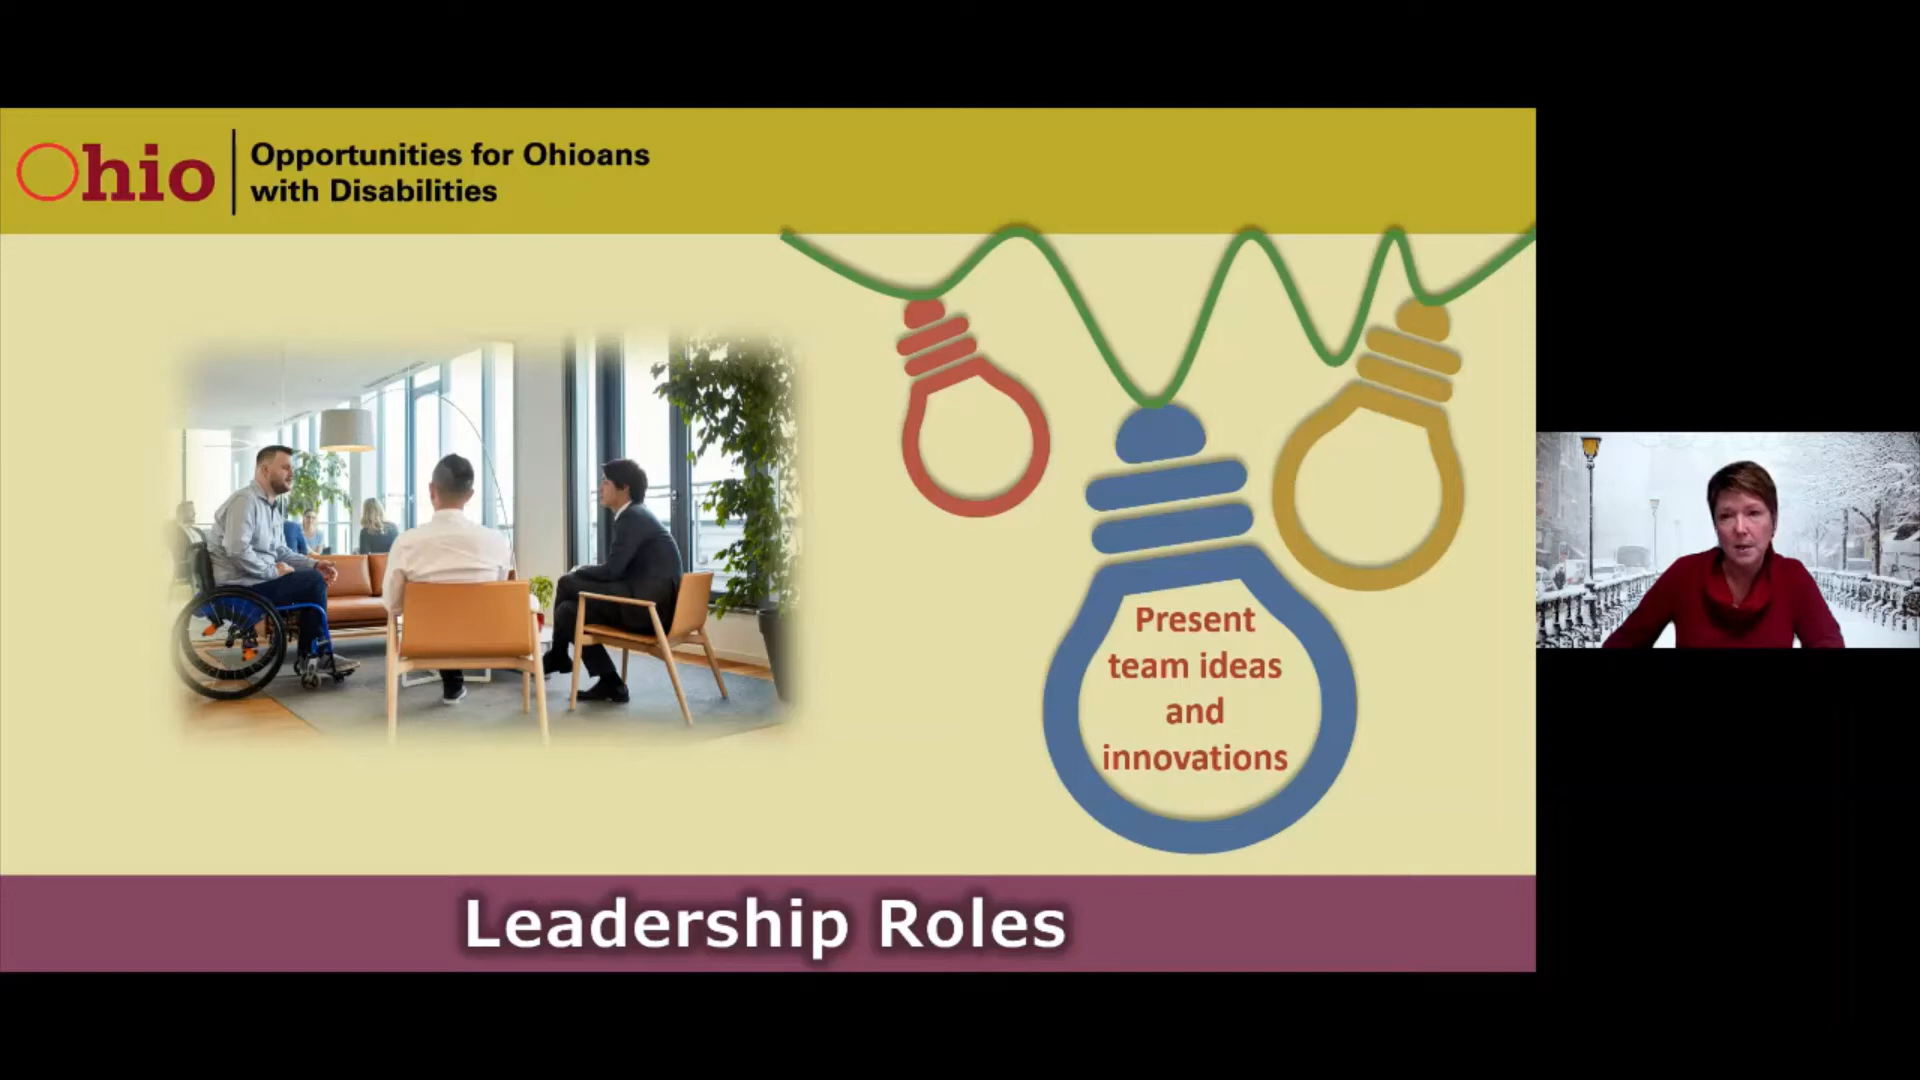 Ohio
Opportunities for Ohioans
with Disabilities
Present
team ideas
and
innovations
Leadership Roles